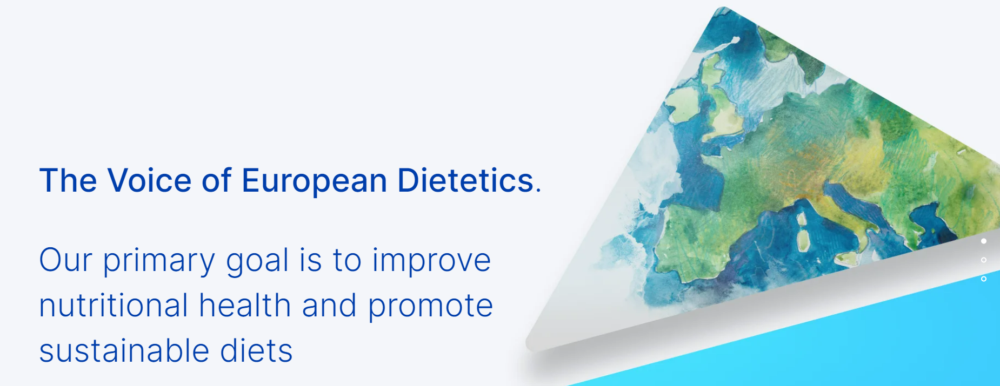 The Voice of European Dietetics.
Our primary goal is to improve
nutritional health and promote
sustainable diets